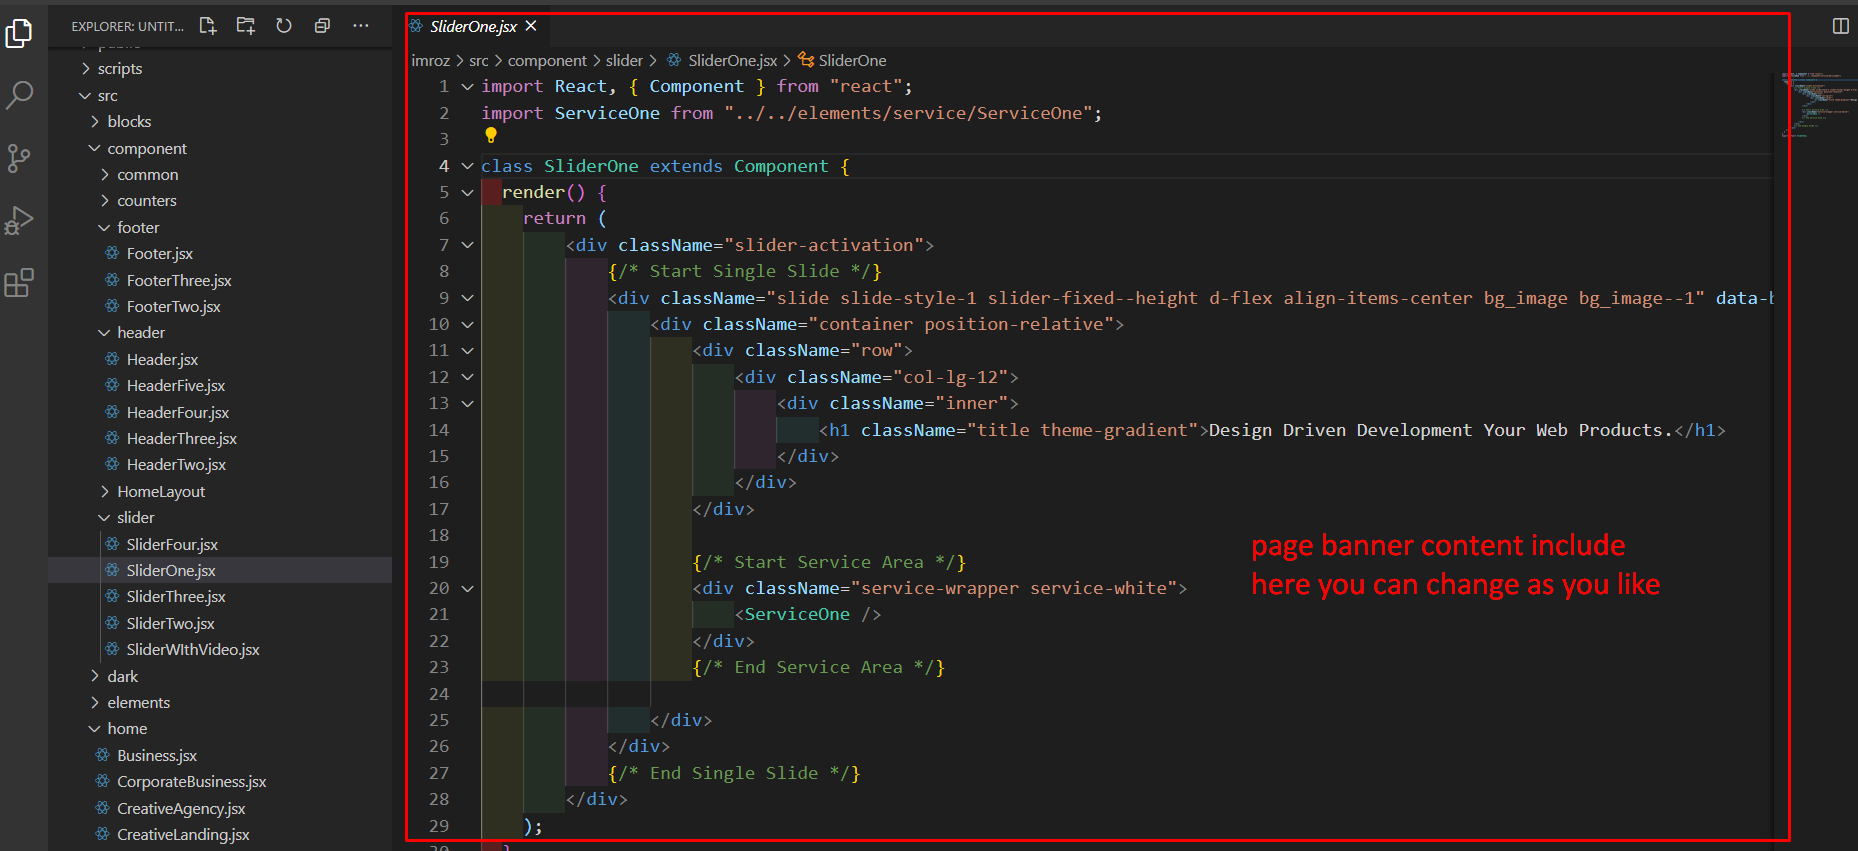 EXPLORER: UNTIT...
scripts
src
blocks
component
common
counters
footer
Footer.jsx
FooterThree.jsx
FooterTwo.jsx
header
Header.jsx
HeaderFive.jsx
HeaderFour.jsx
HeaderThree.jsx
HeaderTwo.jsx
HomeLayout
slider
SliderFour.jsx
SliderOne.jsx
SliderThree.jsx
SliderTwo.jsx
SliderWIthVideo.jsx
dark
elements
home
Business.jsx
CorporateBusiness.jsx
CreativeAgency.jsx
CreativeLanding.jsx
SliderOne.jsx
imroz > src > component > slider > SliderOne.jsx > SliderOne
1 import React, { Component } from "react";
2 import ServiceOne from "../../elements/service/ServiceOne";
3
4 class SliderOne extends Component {
5 render() {
6 return (
7 <div className="slider-activation">
8 {/* Start Single Slide */}
9 <div className="slide slide-style-1 slider-fixed--height d-flex align-items-center bg_image bg_image--1" data-b
10 <div className="container position-relative">
11 <div className="row">
12 <div className="col-lg-12">
13 <div className="inner">
14 <h1 className="title theme-gradient">Design Driven Development Your Web Products.</h1>
15 </div>
16 </div>
17 </div>
18
19 {/* Start Service Area */}
20 <div className="service-wrapper service-white">
21 <ServiceOne />
22 </div>
23 {/* End Service Area */}
24
25 </div>
26 </div>
27 {/* End Single Slide */}
28 </div>
29 );
page banner content include
here you can change as you like